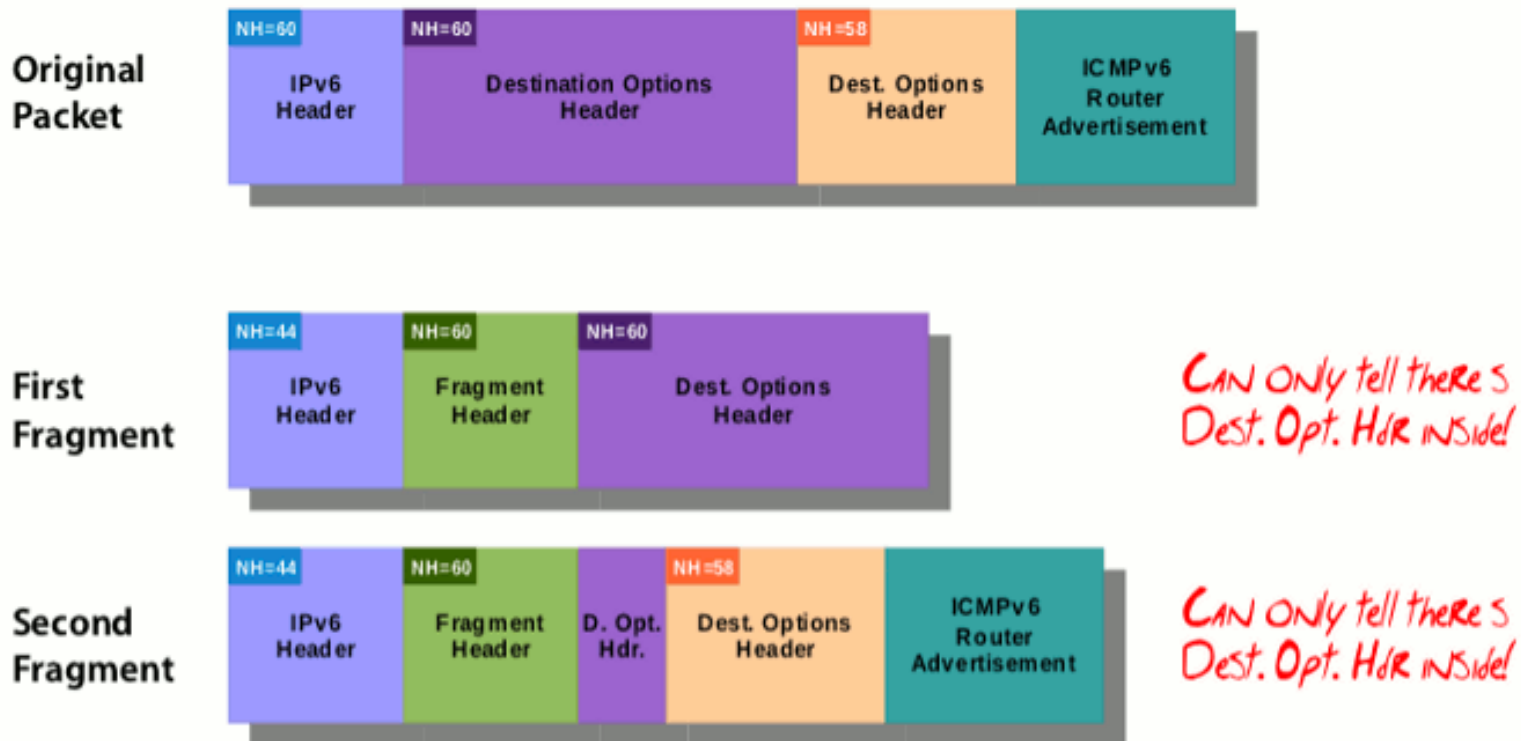 Original
Packet
NH=60
IPv6
Header
NH=60
Destination Options
Header
NH=58
Dest. Options
Header
ICMPv6
Router
Advertisement
First
Fragment
NH=44
IPv6
Header
NH=60
Fragment
Header
NH=60
Dest. Options
Header
CAN ONLY tell theRe s
Dest. Opt. HdR iNside!
Second
Fragment
NH=44
IPv6
Header
NH=60
Fragment
Header
D. Opt.
Hdr.
NH=58
Dest. Options
Header
ICMPv6
Router
Advertisement
CAN ONLY tell theRe s
Dest. Opt. HdR iNside!